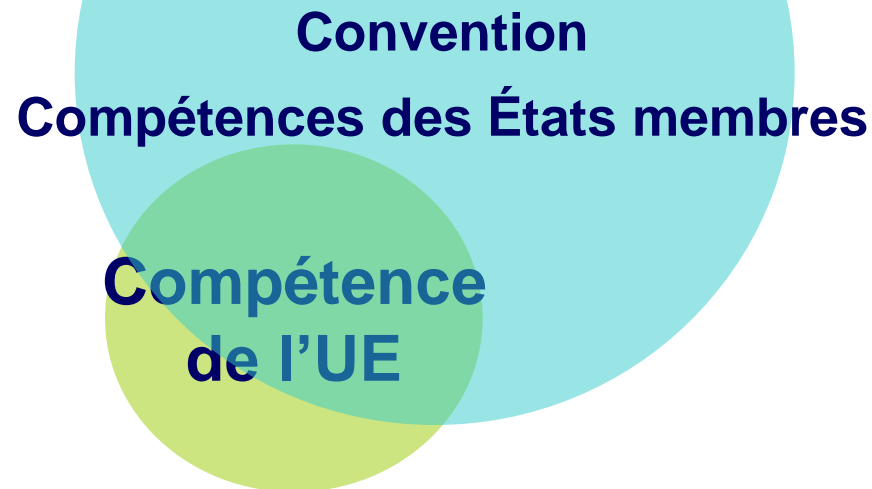 Convention
Compétences des États membres
Compétence
de l’UE